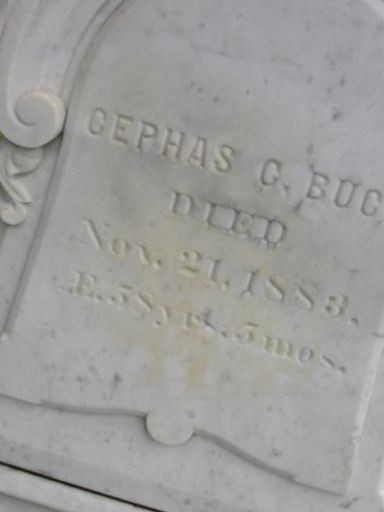 CEPHAS C. BUC
DIED
Nov. 21, 1883.
Æ. 58 yrs. 5 mos.